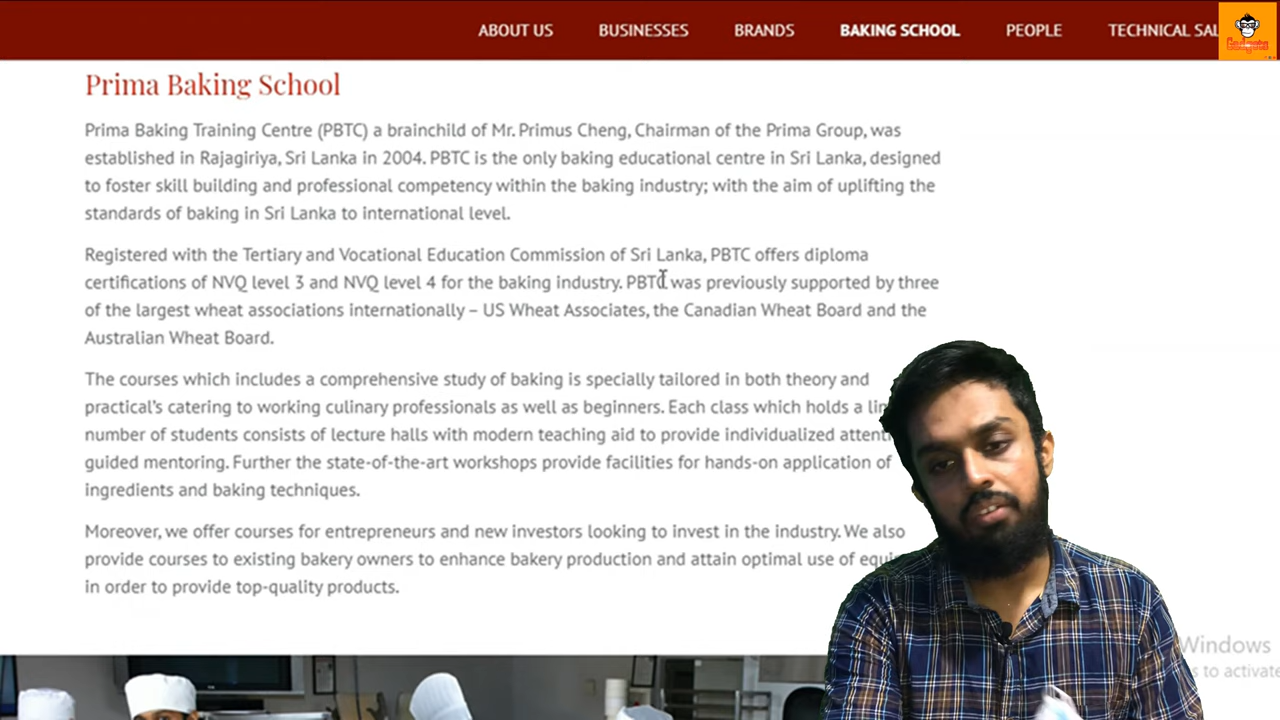 ABOUT US BUSINESSES BRANDS BAKING SCHOOL PEOPLE TECHNICAL SAL
Gadgets
Prima Baking School
Prima Baking Training Centre (PBTC) a brainchild of Mr. Primus Cheng, Chairman of the Prima Group, was
established in Rajagiriya, Sri Lanka in 2004. PBTC is the only baking educational centre in Sri Lanka, designed
to foster skill building and professional competency within the baking industry; with the aim of uplifting the
standards of baking in Sri Lanka to international level.
Registered with the Tertiary and Vocational Education Commission of Sri Lanka, PBTC offers diploma
certifications of NVQ level 3 and NVQ level 4 for the baking industry. PBTC was previously supported by three
of the largest wheat associations internationally – US Wheat Associates, the Canadian Wheat Board and the
Australian Wheat Board.
The courses which includes a comprehensive study of baking is specially tailored in both theory and
practical's catering to working culinary professionals as well as beginners. Each class which holds a
number of students consists of lecture halls with modern teaching aid to provide individualized
guided mentoring. Further the state-of-the-art workshops provide facilities for hands-on application of
ingredients and baking techniques.
Moreover, we offer courses for entrepreneurs and new investors looking to invest in the industry. We also
provide courses to existing bakery owners to enhance bakery production and attain optimal use of
in order to provide top-quality products.
Windows
s to activate